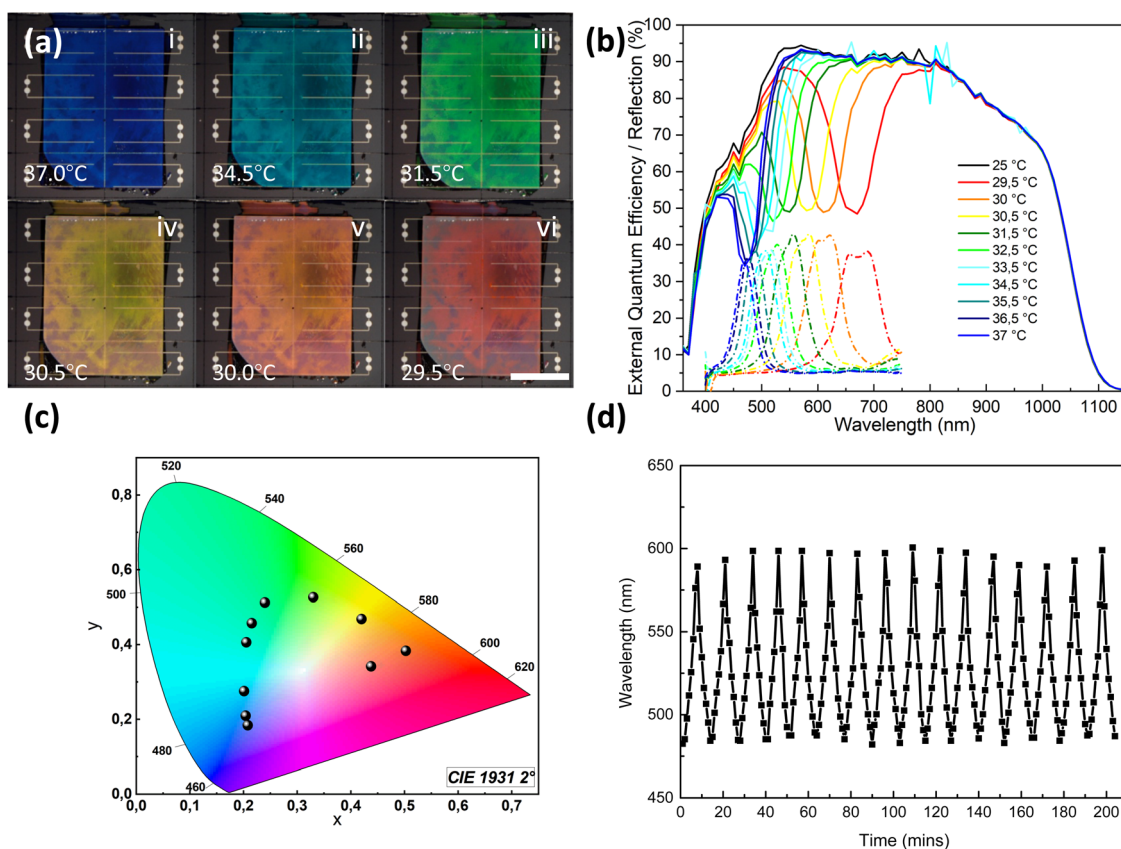 (a)
i
ii
iii
37.0°C
34.5°C
31.5°C
iv
v
vi
30.5°C
30.0°C
29.5°C
(b)
External Quantum Efficiency / Reflection (%)
100
90
80
70
60
50
40
30
20
10
0
400 500 600 700 800 900 1000 1100
Wavelength (nm)
25 °C
29,5 °C
30 °C
30,5 °C
31,5 °C
32,5 °C
33,5 °C
34,5 °C
35,5 °C
36,5 °C
37 °C
(c)
y
0,8
0,6
0,4
0,2
0,0
0,0 0,1 0,2 0,3 0,4 0,5 0,6 0,7
x
520
540
560
580
600
620
500
480
460
CIE 1931 2°
(d)
Wavelength (nm)
650
600
550
500
450
0 20 40 60 80 100 120 140 160 180 200
Time (mins)